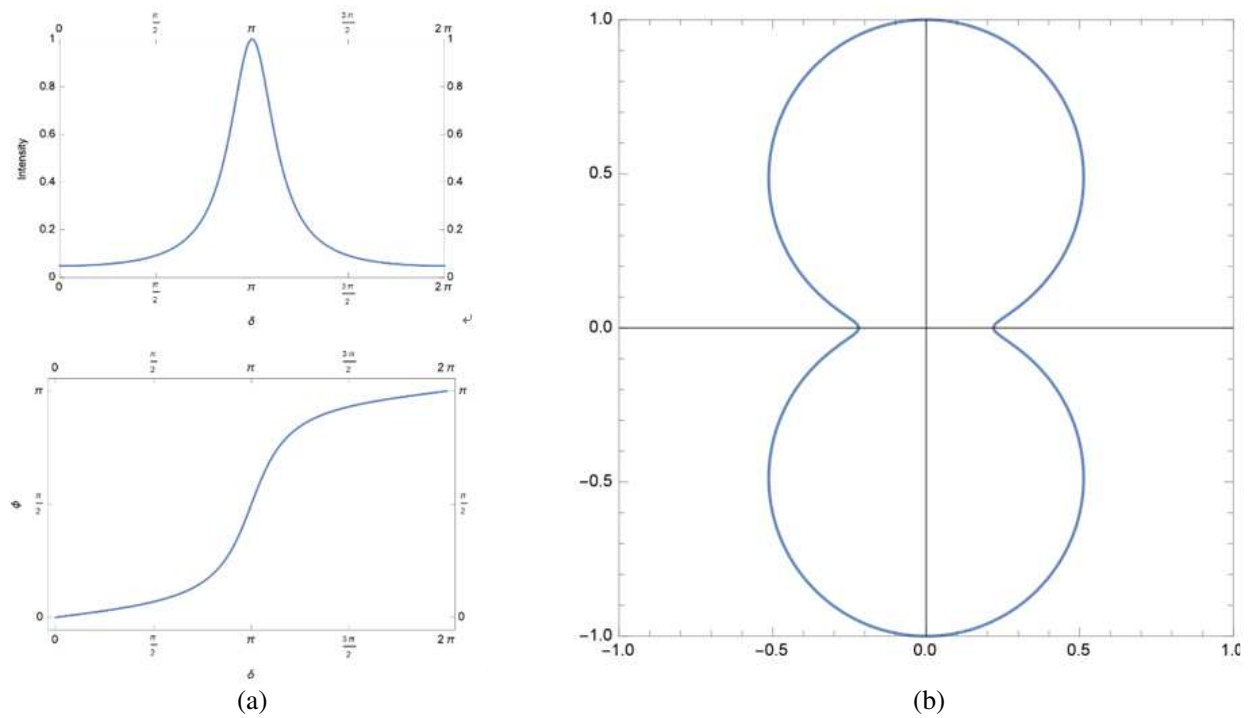 0 π/2 π 3π/2 2π
1 1
0.8 0.8
0.6 0.6
Intensity
0.4 0.4
0.2 0.2
0 0
0 π/2 π 3π/2 2π
δ ↵
0 π/2 π 3π/2 2π
π π
ϕ π/2 π/2
0 0
0 π/2 π 3π/2 2π
δ
(a)
1.0
0.5
0.0
−0.5
−1.0
−1.0 −0.5 0.0 0.5 1.0
(b)